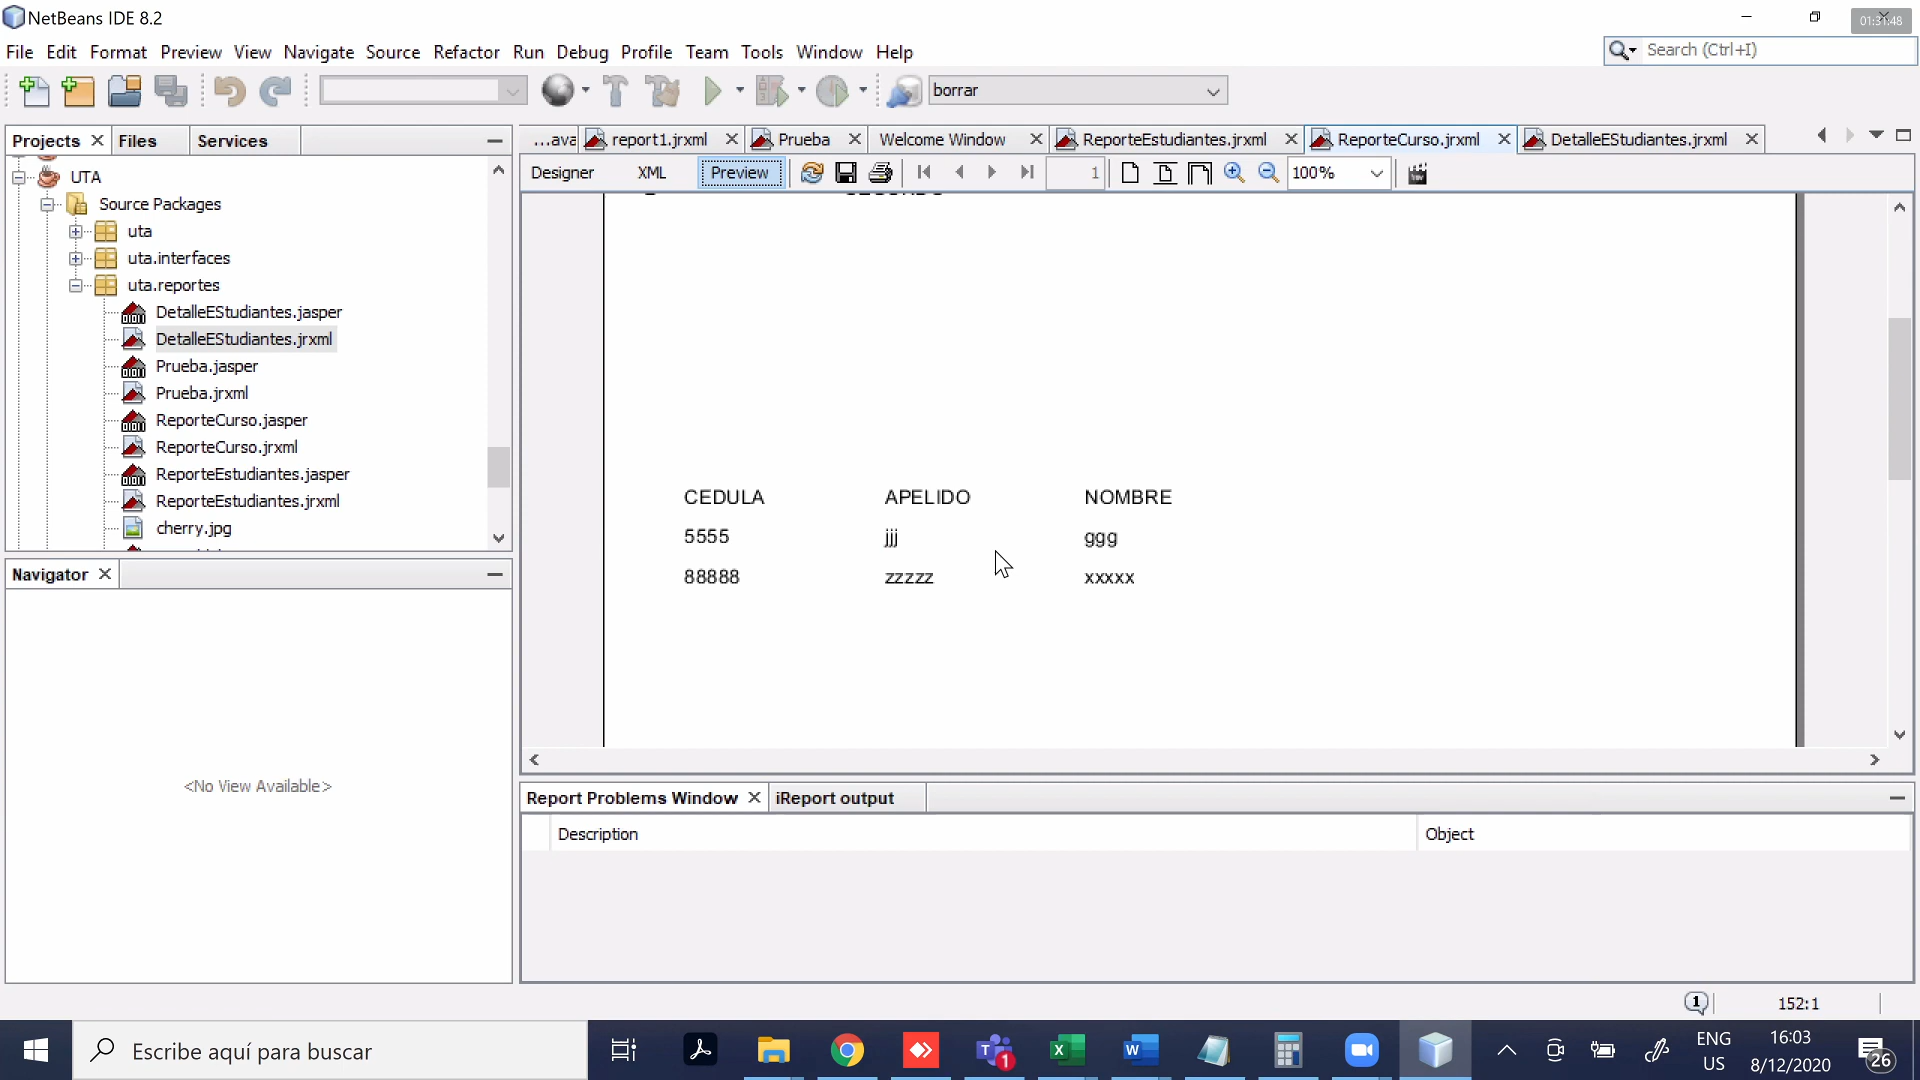 NetBeans IDE 8.2
01:31:48
File Edit Format Preview View Navigate Source Refactor Run Debug Profile Team Tools Window Help
Search (Ctrl+I)
borrar
Projects Files Services
...ava report1.jrxml Prueba Welcome Window ReporteEstudiantes.jrxml ReporteCurso.jrxml DetalleEStudiantes.jrxml
Designer XML Preview 1 100%
UTA
Source Packages
uta
uta.interfaces
uta.reportes
DetalleEStudiantes.jasper
DetalleEStudiantes.jrxml
Prueba.jasper
Prueba.jrxml
ReporteCurso.jasper
ReporteCurso.jrxml
ReporteEstudiantes.jasper
ReporteEstudiantes.jrxml
cherry.jpg
CEDULA APELIDO NOMBRE
5555 jjj ggg
88888 zzzzz xxxxx
Navigator
<No View Available>
Report Problems Window iReport output
Description Object
1 152:1
Escribe aquí para buscar
1
ENG
US
16:03
8/12/2020
26